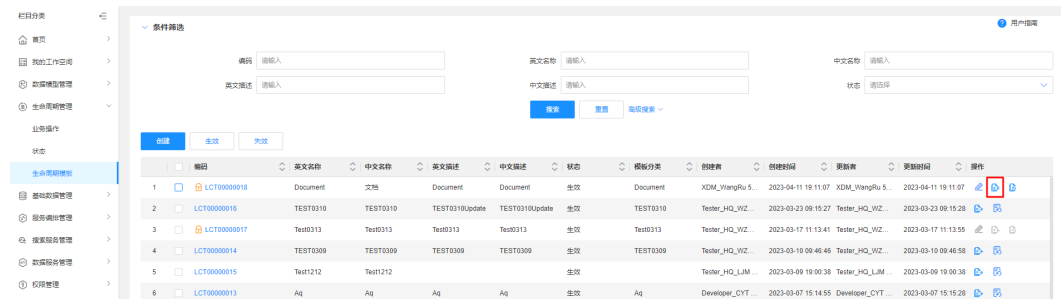 栏目分类
首页
我的工作空间
数据模型管理
生命周期管理
业务操作
状态
生命周期模板
基础数据管理
服务编排管理
搜索服务管理
数据服务管理
权限管理
用户指南
条件筛选
编码 请输入 英文名称 请输入 中文名称 请输入
英文描述 请输入 中文描述 请输入 状态 请选择
搜索 重置 高级搜索
创建 生效 失效
编码 英文名称 中文名称 英文描述 中文描述 状态 模板分类 创建者 创建时间 更新者 更新时间 操作
1 LCT00000018 Document 文档 Document Document 生效 Document XDM_WangRu 5... 2023-04-11 19:11:07 XDM_WangRu 5... 2023-04-11 19:11:07
2 LCT00000016 TEST0310 TEST0310 TEST0310Update TEST0310Update 生效 TEST0310 Tester_HQ_WZ... 2023-03-23 09:15:27 Tester_HQ_WZ... 2023-03-23 09:15:28
3 LCT00000017 Test0313 Test0313 Test0313 Test0313 生效 Test0313 Tester_HQ_WZ... 2023-03-17 11:13:41 Tester_HQ_WZ... 2023-03-17 11:13:55
4 LCT00000014 TEST0309 TEST0309 TEST0309 TEST0309 生效 TEST0309 Tester_HQ_WZ... 2023-03-10 09:46:46 Tester_HQ_WZ... 2023-03-10 09:46:58
5 LCT00000015 Test1212 Test1212 生效 Tester_HQ_LJM ... 2023-03-09 19:00:38 Tester_HQ_LJM ... 2023-03-09 19:00:38
6 LCT00000013 Aq Aq Aq Aq 生效 Aq Developer_CYT ... 2023-03-07 15:14:55 Developer_CYT ... 2023-03-07 15:15:28